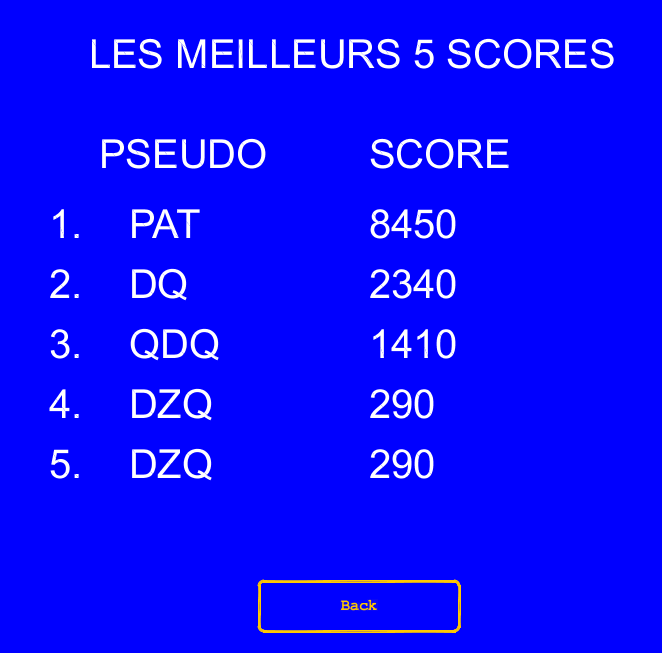 LES MEILLEURS 5 SCORES
PSEUDO SCORE
1. PAT 8450
2. DQ 2340
3. QDQ 1410
4. DZQ 290
5. DZQ 290
Back